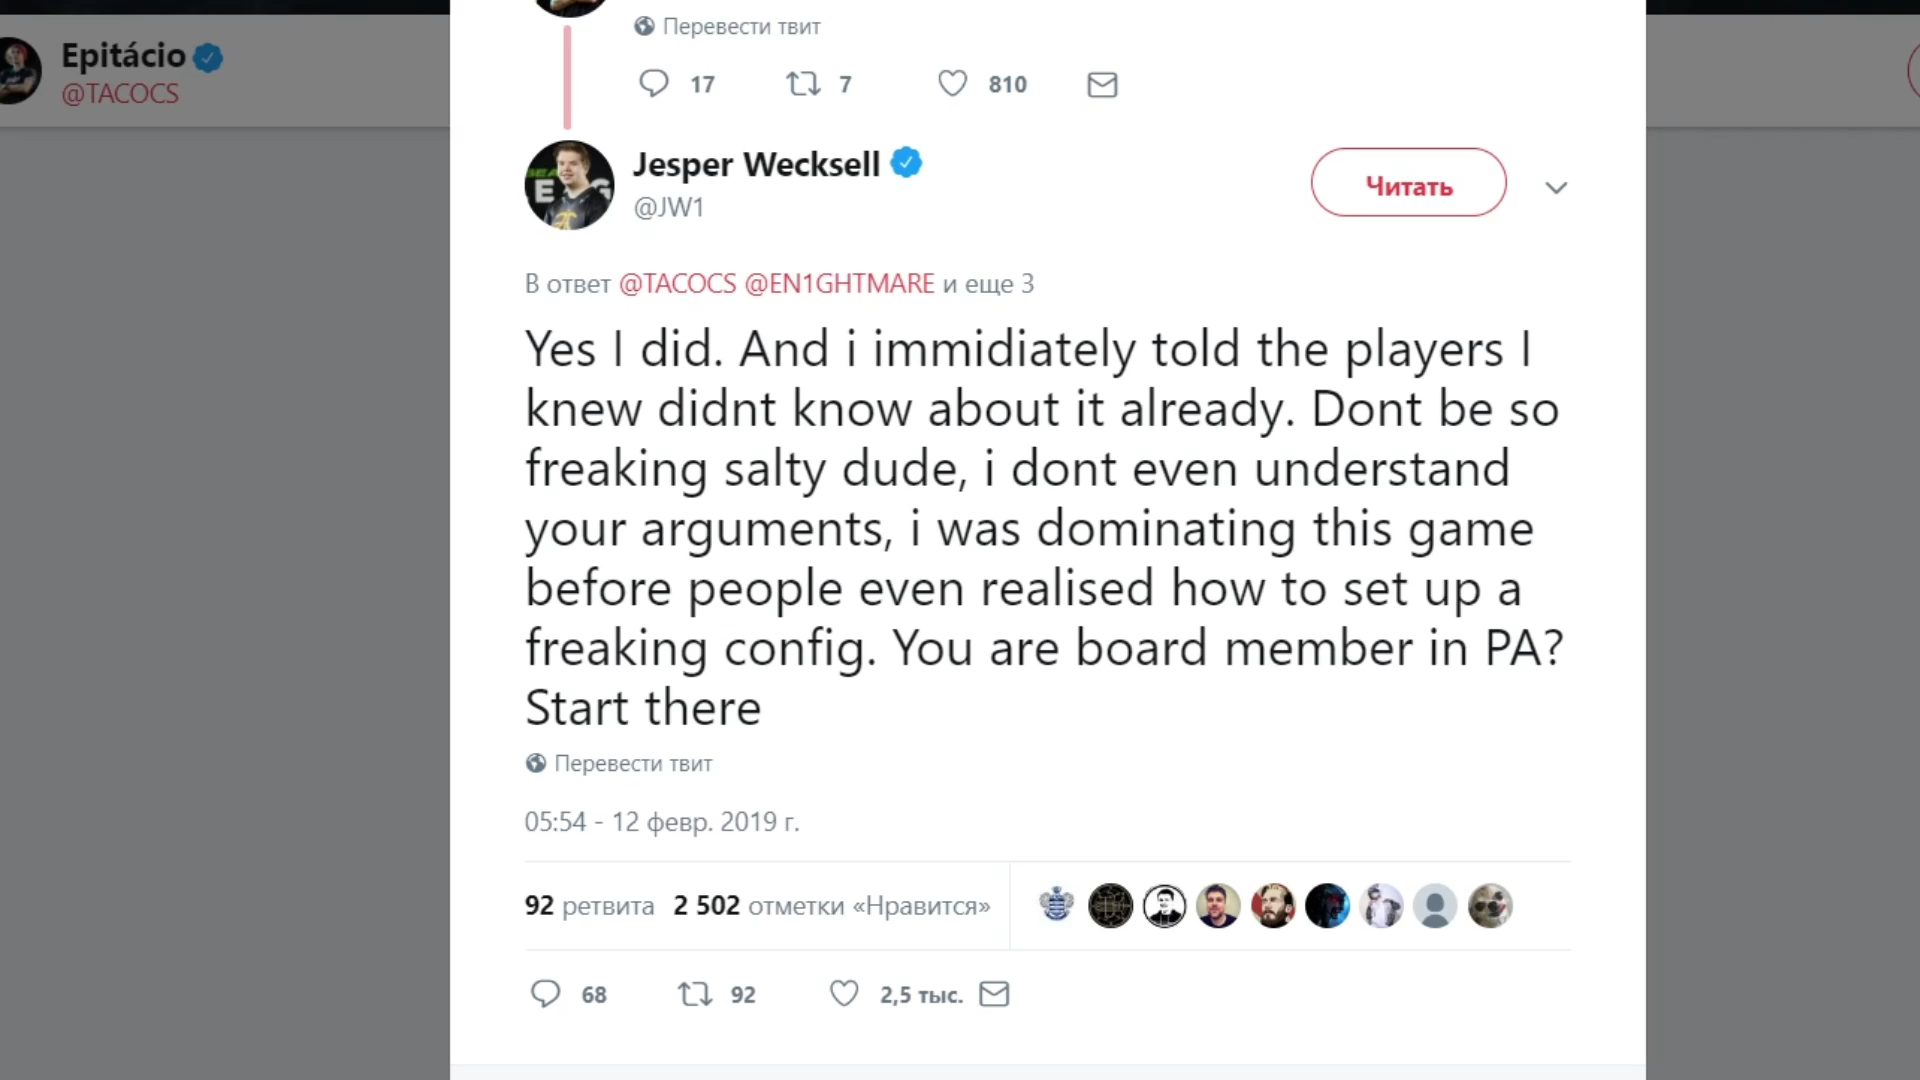 Перевести твит
17 7 810
Epitácio
@TACOCS
Jesper Wecksell
@JW1
Читать
В ответ @TACOCS @EN1GHTMARE и еще 3
Yes I did. And i immidiately told the players I
knew didnt know about it already. Dont be so
freaking salty dude, i dont even understand
your arguments, i was dominating this game
before people even realised how to set up a
freaking config. You are board member in PA?
Start there
Перевести твит
05:54 - 12 февр. 2019 г.
92 ретвита 2 502 отметки «Нравится»
68 92 2,5 тыс.